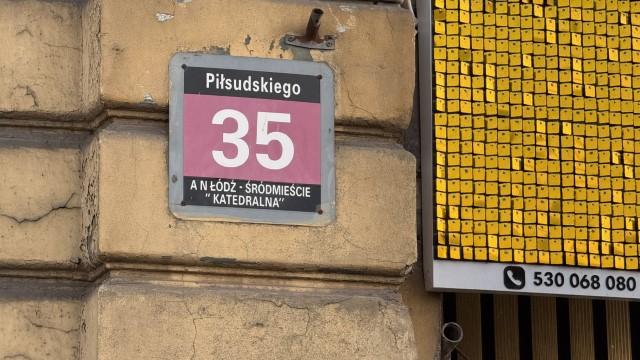 Piłsudskiego
35
A N ŁÓDŹ - ŚRÓDMIEŚCIE
"KATEDRALNA"
530 068 080